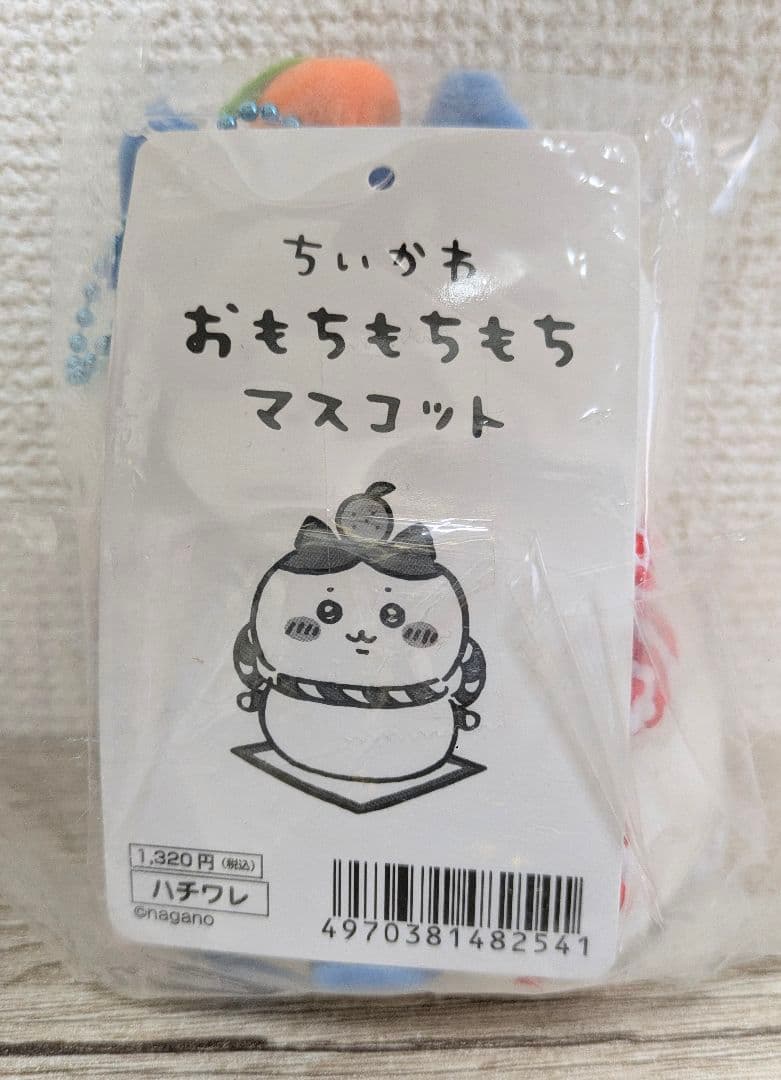 ちいかわ
おもちもちもち
マスコット
1,320円(税込)
ハチワレ
©nagano
4970381482541